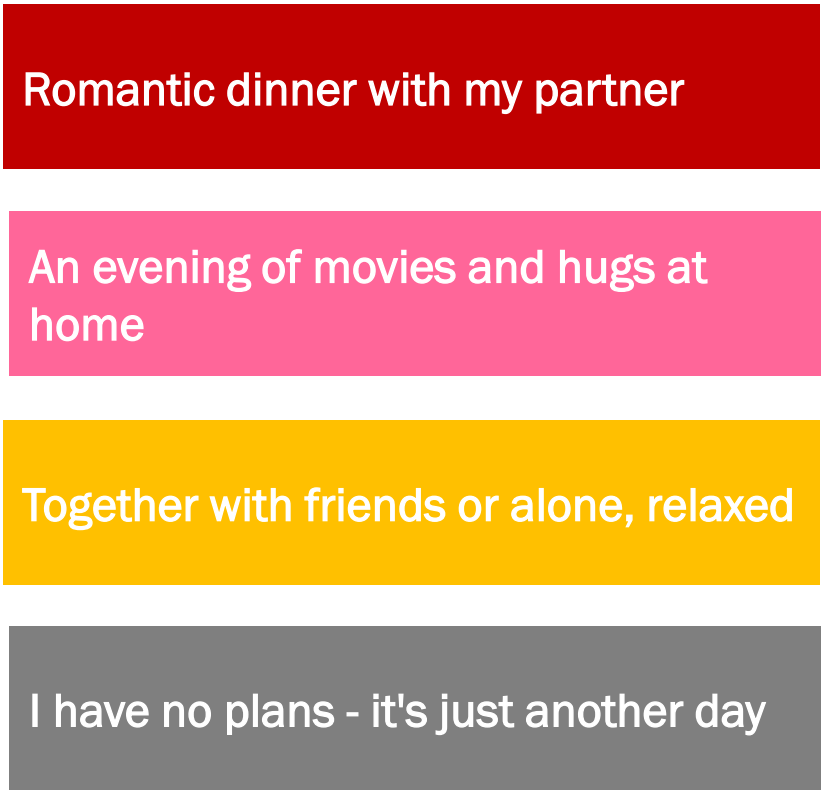 Romantic dinner with my partner
An evening of movies and hugs at
home
Together with friends or alone, relaxed
I have no plans - it's just another day